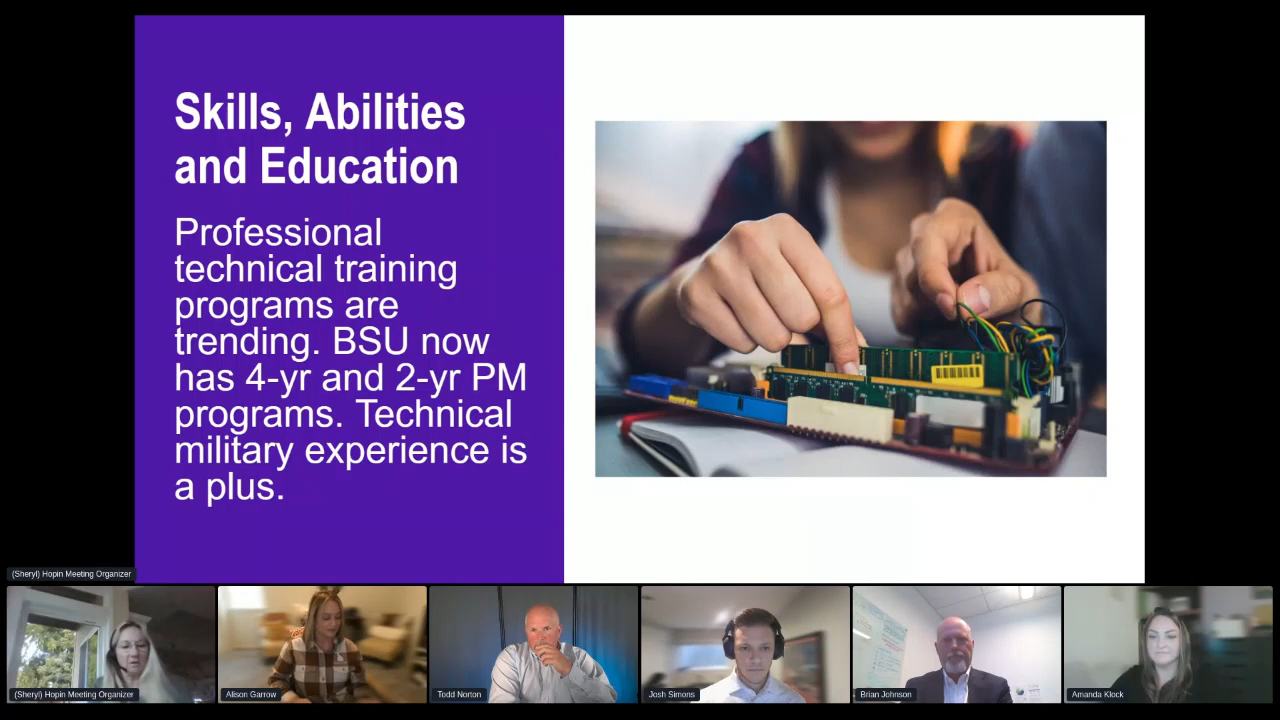 Skills, Abilities
and Education
Professional
technical training
programs are
trending. BSU now
has 4-yr and 2-yr PM
programs. Technical
military experience is
a plus.
(Sheryl) Hopin Meeting Organizer
(Sheryl) Hopin Meeting Organizer
Alison Garrow
Todd Norton
Josh Simons
Brian Johnson
Amanda Klock